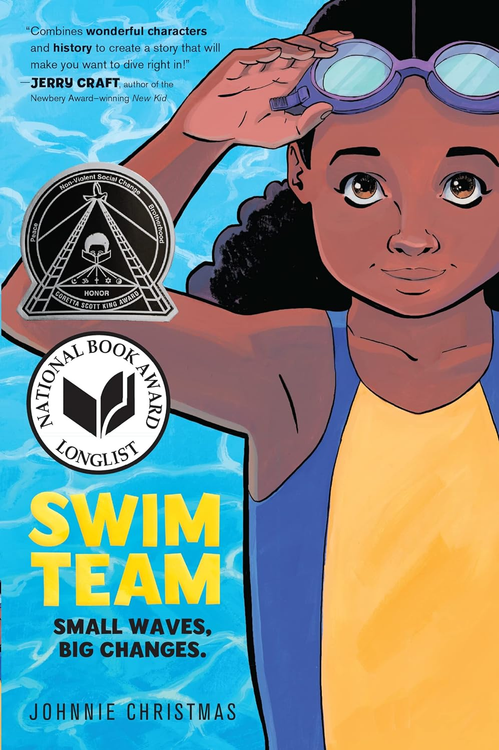 “Combines wonderful characters
and history to create a story that will
make you want to dive right in!”
—JERRY CRAFT, author of the
Newbery Award–winning New Kid
Peace
Non-Violent Social Change
Brotherhood
HONOR
CORETTA SCOTT KING AWARD
NATIONAL BOOK AWARD
LONGLIST
SWIM
TEAM
SMALL WAVES,
BIG CHANGES.
JOHNNIE CHRISTMAS